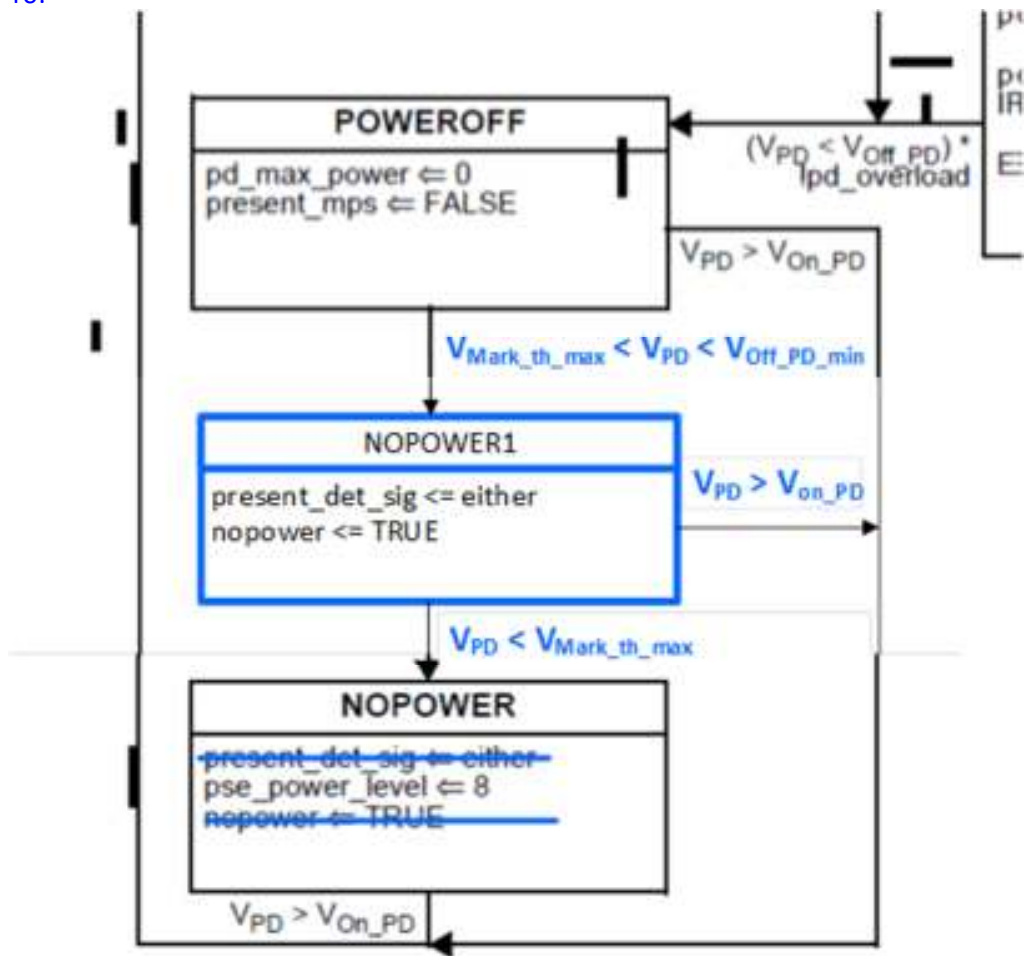 POWEROFF
pd_max_power ⇐ 0
present_mps ⇐ FALSE
(VPD < VOff_PD) *
!pd_overload
VPD > VOn_PD
VMark_th_max < VPD < VOff_PD_min
NOPOWER1
present_det_sig <= either
nopower <= TRUE
VPD > Von_PD
VPD < VMark_th_max
NOPOWER
present_det_sig ⇐ either
pse_power_level ⇐ 8
nopower ⇐ TRUE
VPD > VOn_PD